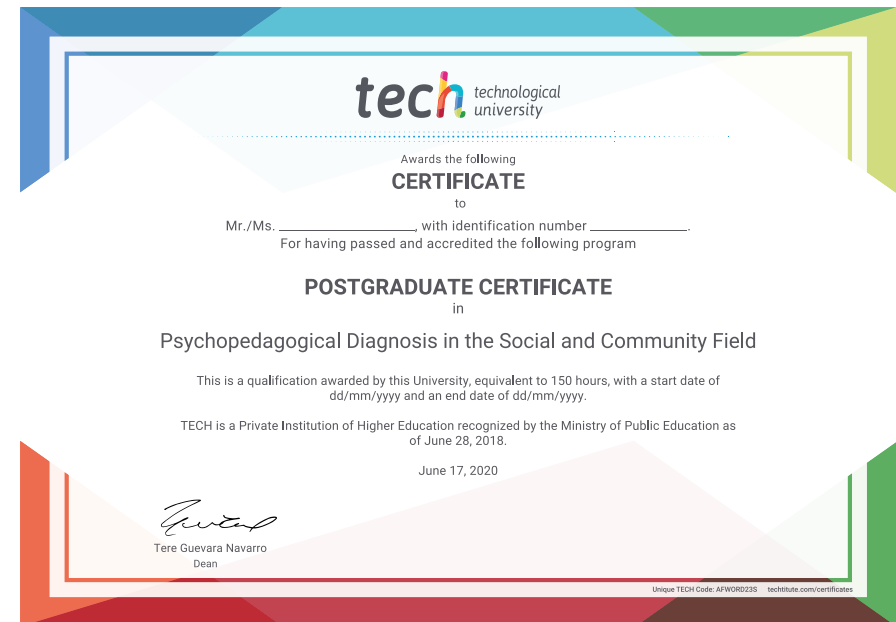 tech technological
university
Awards the following
CERTIFICATE
to
Mr./Ms. ____________________, with identification number ______________.
For having passed and accredited the following program
POSTGRADUATE CERTIFICATE
in
Psychopedagogical Diagnosis in the Social and Community Field
This is a qualification awarded by this University, equivalent to 150 hours, with a start date of
dd/mm/yyyy and an end date of dd/mm/yyyy.
TECH is a Private Institution of Higher Education recognized by the Ministry of Public Education as
of June 28, 2018.
June 17, 2020
Tere Guevara Navarro
Dean
Unique TECH Code: AFWORD23S techtitute.com/certificates